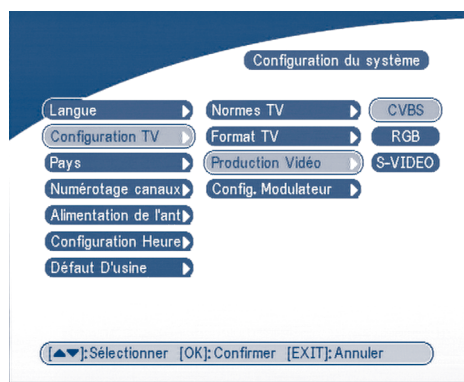 Configuration du système
Langue Normes TV CVBS
Configuration TV Format TV RGB
Pays Production Vidéo S-VIDEO
Numérotage canaux Config. Modulateur
Alimentation de l'ant
Configuration Heure
Défaut D'usine
[▲▼]: Sélectionner [OK]: Confirmer [EXIT]: Annuler